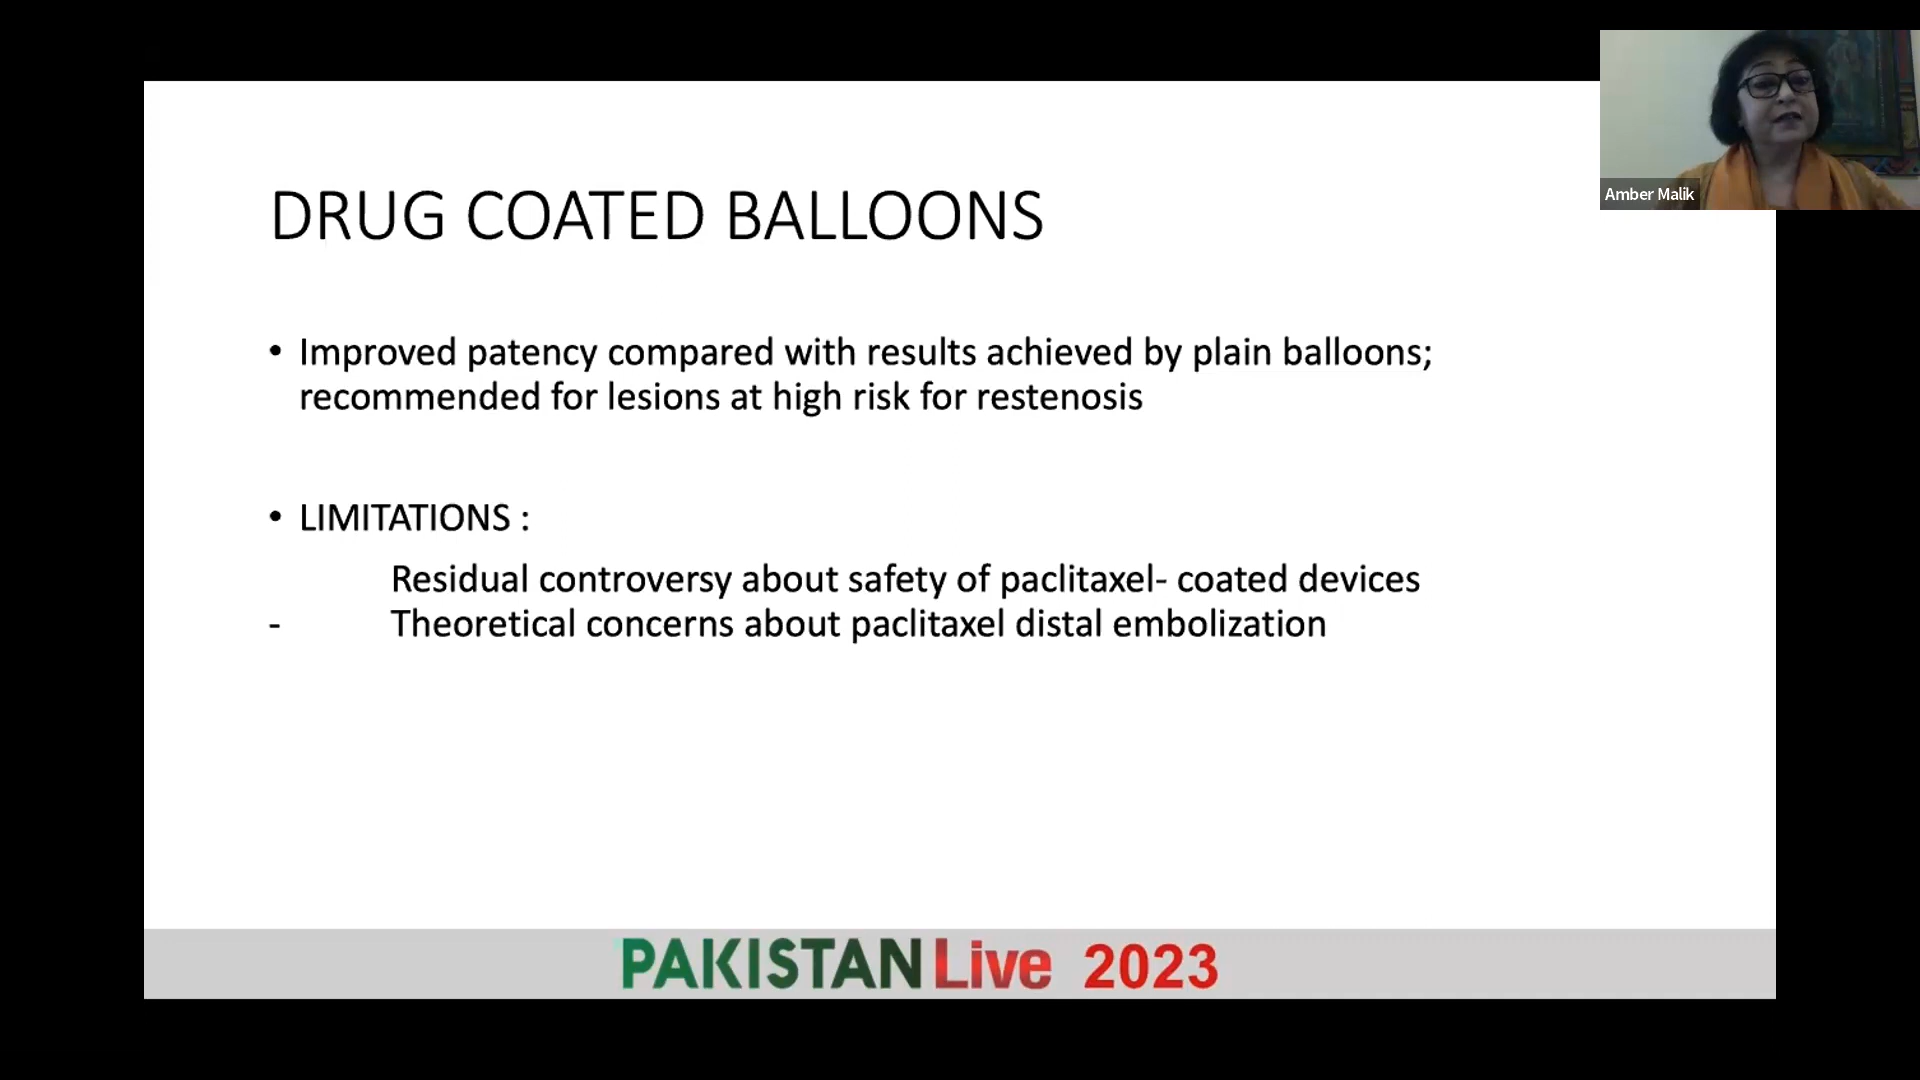 Amber Malik
DRUG COATED BALLOONS
• Improved patency compared with results achieved by plain balloons;
recommended for lesions at high risk for restenosis
• LIMITATIONS :
Residual controversy about safety of paclitaxel- coated devices
- Theoretical concerns about paclitaxel distal embolization
PAKISTAN Live 2023